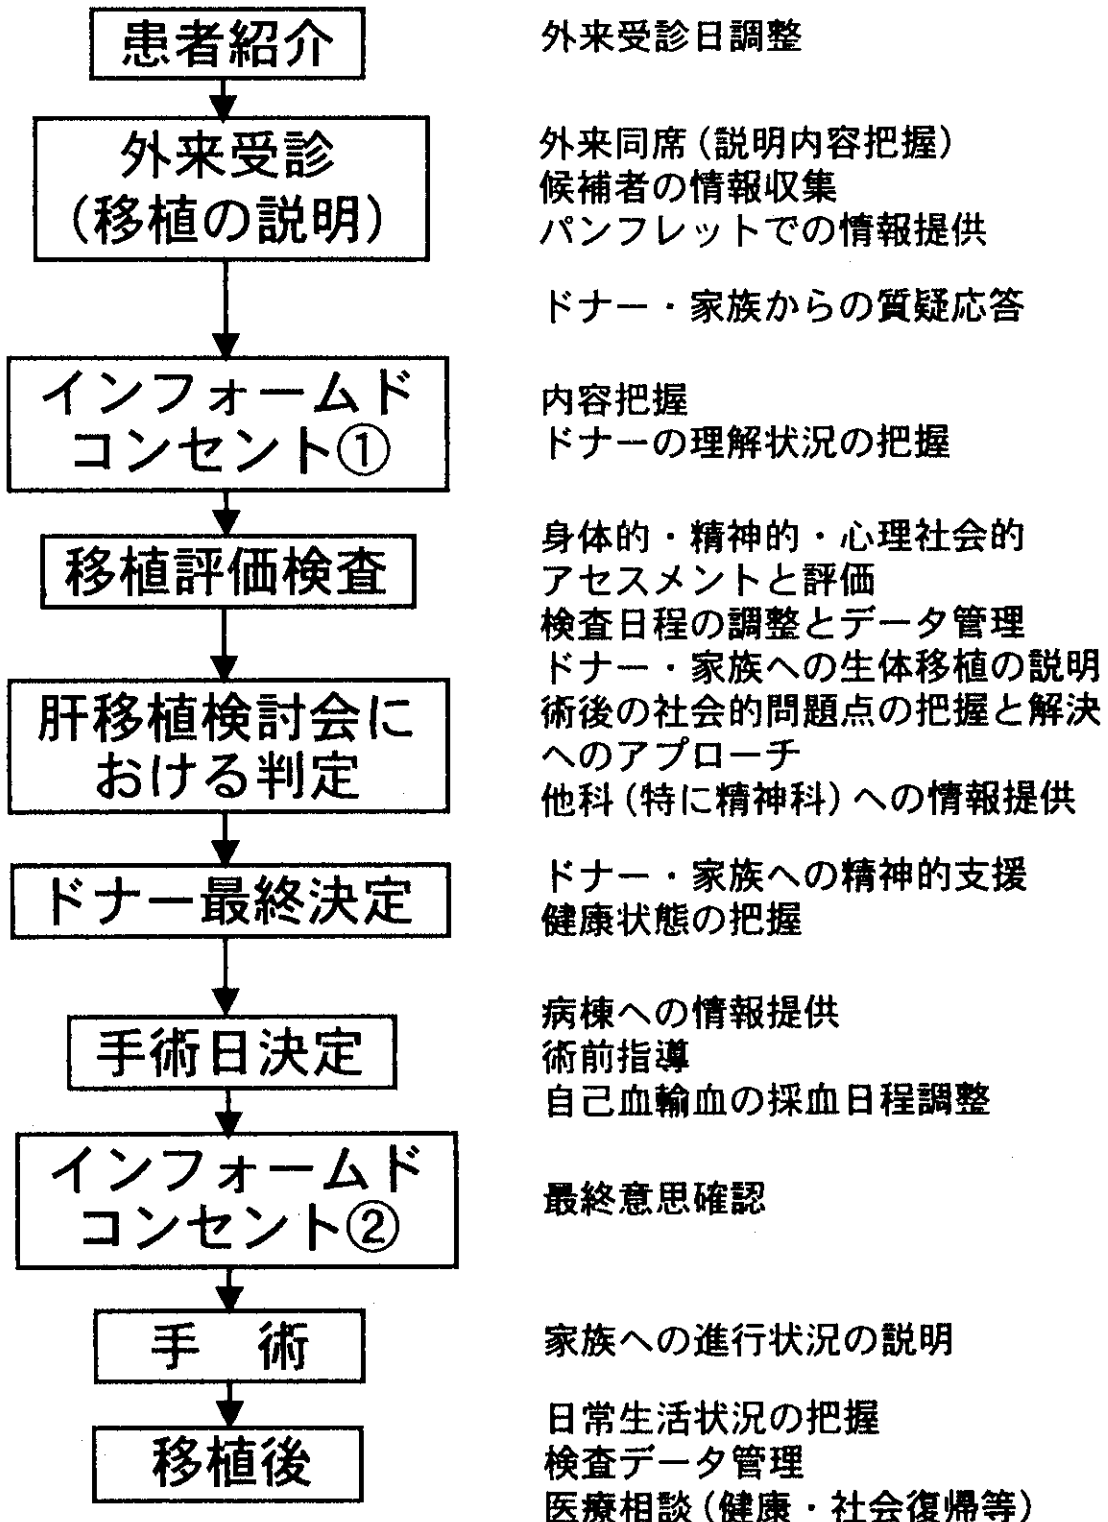 患者紹介
外来受診日調整
外来受診
(移植の説明)
外来同席(説明内容把握)
候補者の情報収集
パンフレットでの情報提供
ドナー・家族からの質疑応答
インフォームド
コンセント①
内容把握
ドナーの理解状況の把握
移植評価検査
身体的・精神的・心理社会的
アセスメントと評価
検査日程の調整とデータ管理
ドナー・家族への生体移植の説明
肝移植検討会に
おける判定
術後の社会的問題点の把握と解決
へのアプローチ
他科(特に精神科)への情報提供
ドナー最終決定
ドナー・家族への精神的支援
健康状態の把握
手術日決定
病棟への情報提供
術前指導
自己血輸血の採血日程調整
インフォームド
コンセント②
最終意思確認
手 術
家族への進行状況の説明
移植後
日常生活状況の把握
検査データ管理
医療相談(健康・社会復帰等)